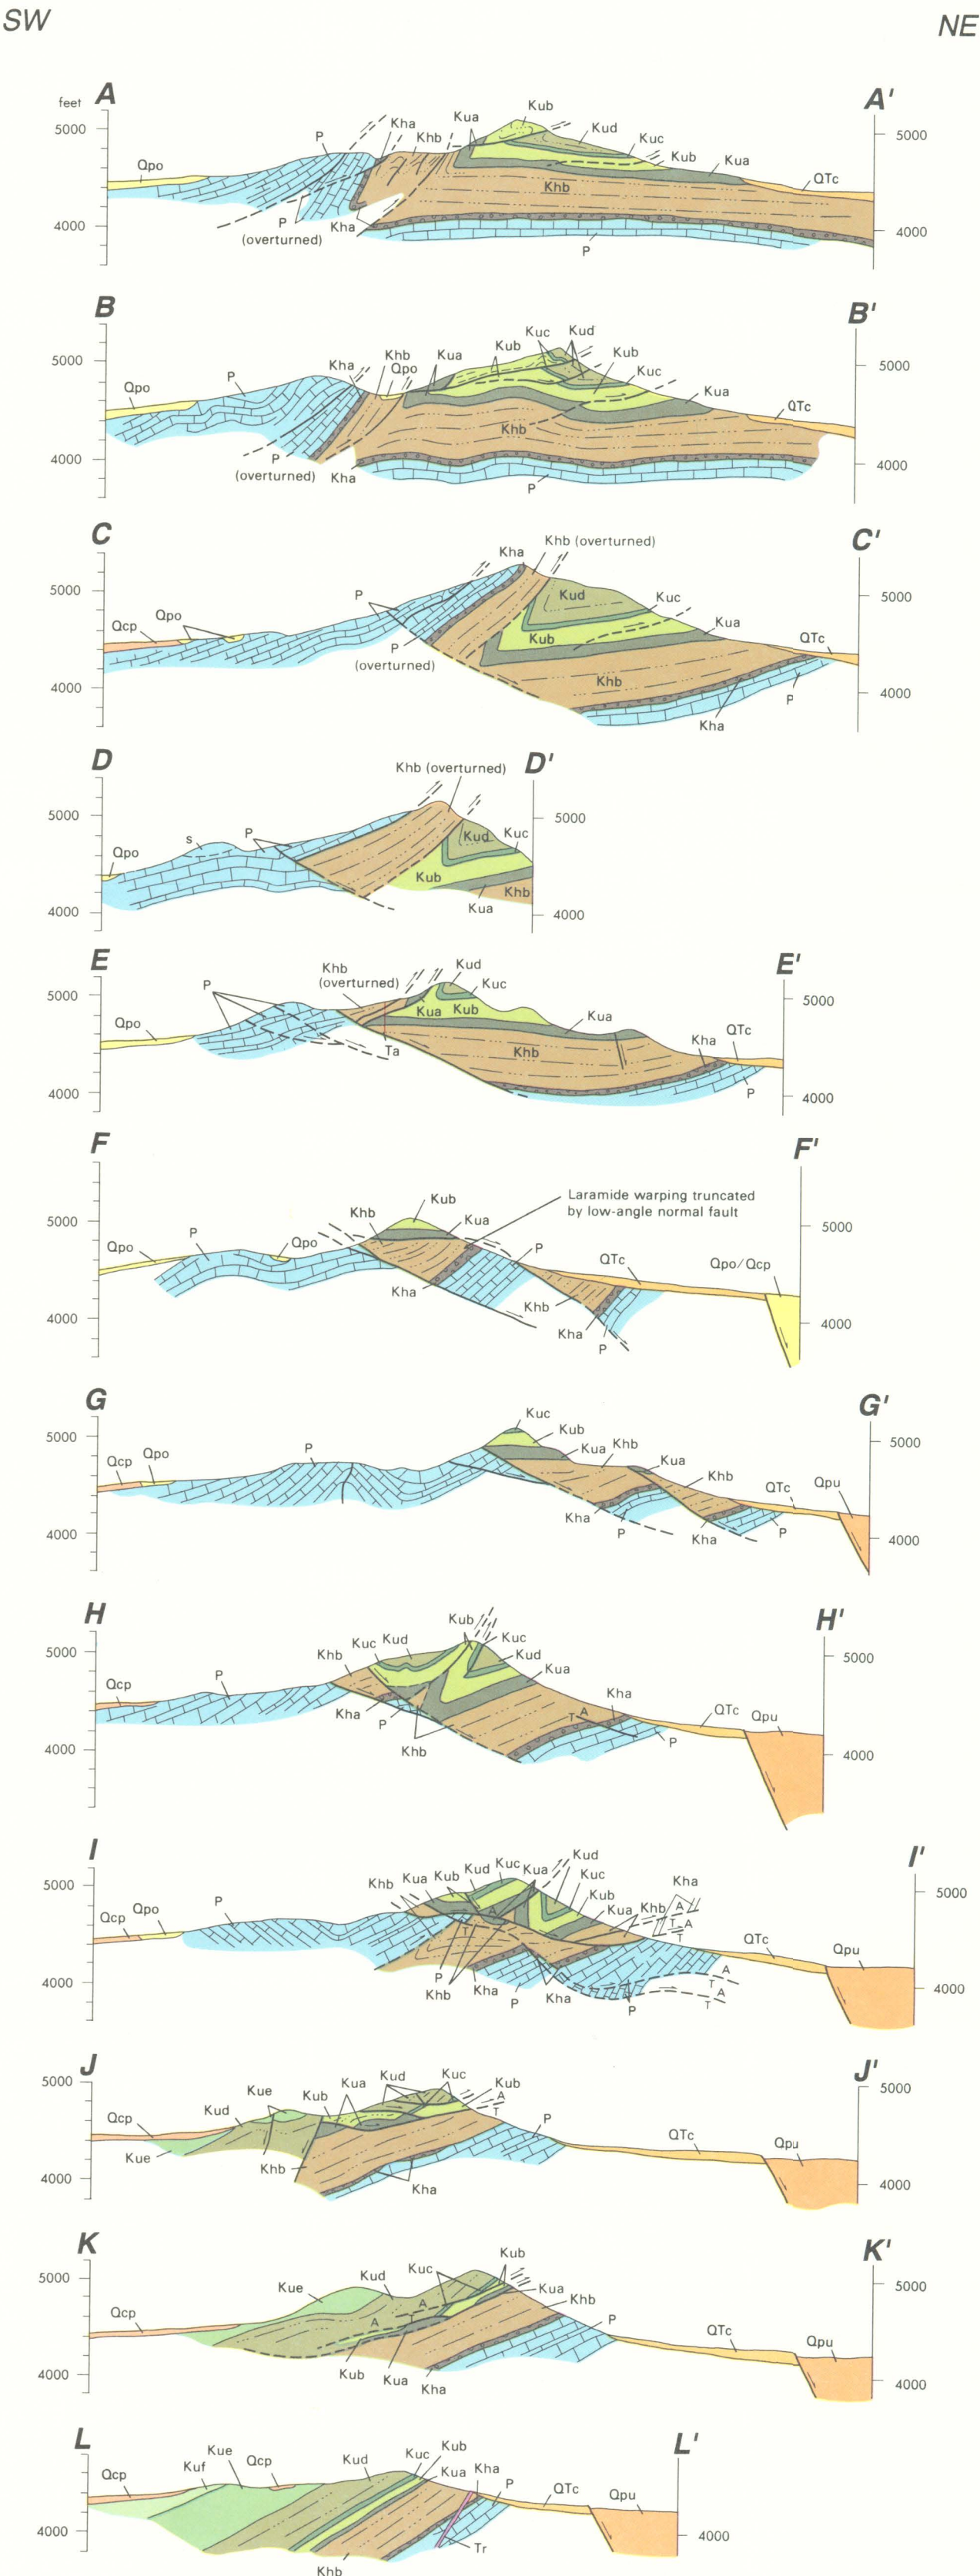 SW NE
A A'
feet
5000
4000
5000
4000
Qpo
P
Kha
Khb
Kua
Kub
Kud
Kuc
Kub
Kua
QTc
Khb
P
(overturned)
Kha
P
B B'
5000
4000
5000
4000
Qpo
P
Kha
Khb
Qpo
Kua
Kub
Kuc
Kud
Kub
Kuc
Kua
QTc
Khb
P
(overturned)
Kha
P
C C'
5000
4000
5000
4000
Qcp
Qpo
P
Kha
Khb (overturned)
Kud
Kuc
Kub
Kua
QTc
P
(overturned)
Khb
Kha
P
D D'
5000
4000
5000
4000
Khb (overturned)
Qpo
s
P
Kud
Kuc
Kub
Khb
Kua
E E'
5000
4000
5000
4000
Qpo
P
Khb
(overturned)
Kud
Kuc
Kua
Kub
Kua
Ta
Khb
Kha
QTc
P
F F'
5000
4000
5000
4000
Qpo
P
Qpo
Khb
Kub
Kua
Laramide warping truncated
by low-angle normal fault
P
QTc
Qpo/Qcp
Kha
Khb
Kha
P
G G'
5000
4000
5000
4000
Qcp
Qpo
P
Kuc
Kub
Kua
Khb
Kua
Khb
QTc
Qpu
Kha
P
Kha
P
H H'
5000
4000
5000
4000
Qcp
P
Khb
Kuc
Kud
Kub
Kuc
Kud
Kua
Kha
T A
QTc
Qpu
Kha
P
Khb
P
I I'
5000
4000
5000
4000
Qcp
Qpo
P
Khb
Kua
Kub
Kud
Kuc
Kua
Kud
Kuc
Kub
Kua
Khb
Kha
A
T A
T
A
T
QTc
Qpu
P
Khb
Kha
P
Kha
P
A
T A
T
J J'
5000
4000
5000
4000
Qcp
Kud
Kue
Kub
Kua
Kud
Kuc
Kub
A
T
P
QTc
Qpu
Kue
Khb
Kha
K K'
5000
4000
5000
4000
Qcp
Kue
Kud
Kuc
Kub
Kua
Khb
P
QTc
Qpu
A
A
T
Kub
Kua
Kha
L L'
4000
4000
Qcp
Kuf
Kue
Qcp
Kud
Kuc
Kub
Kua
Kha
P
QTc
Qpu
Tr
Khb